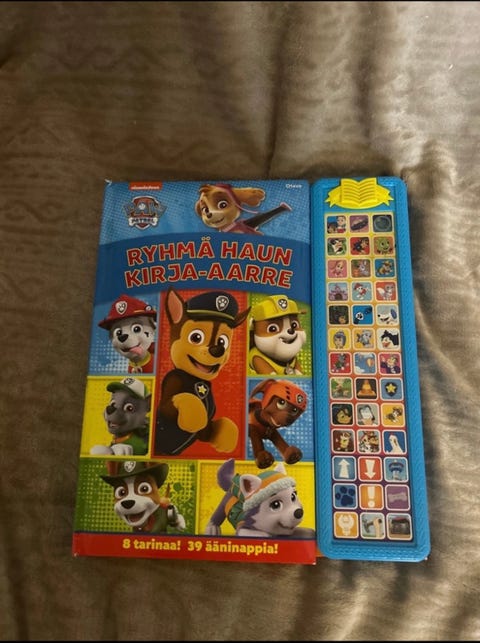 nickelodeon
Otava
PAW
PATROL
RYHMÄ HAUN
KIRJA-AARRE
8 tarinaa! 39 ääninappia!